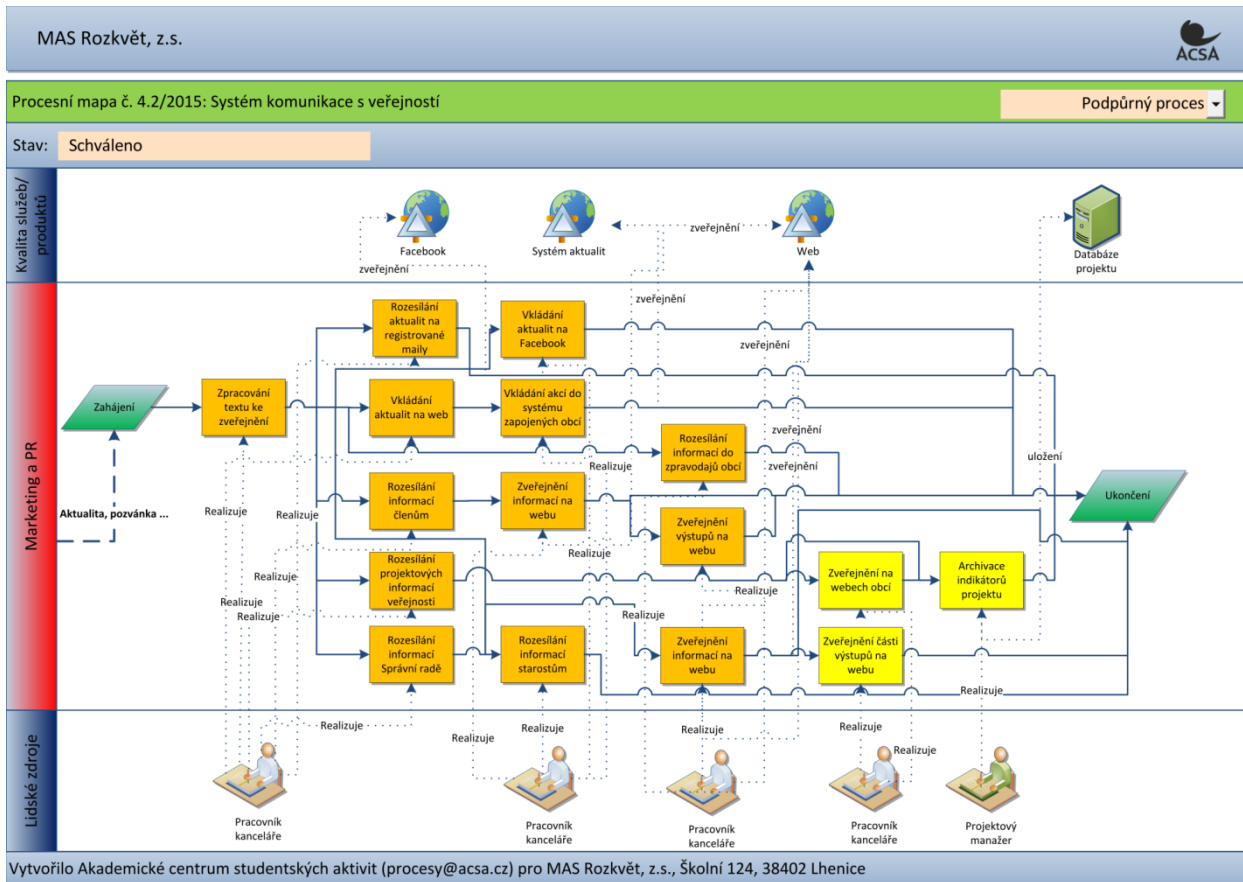 MAS Rozkvět, z.s.
ACSA
Procesní mapa č. 4.2/2015: Systém komunikace s veřejností
Podpůrný proces
Stav:
Schváleno
Kvalita služeb/
produktů
Facebook
Systém aktualit
zveřejnění
Web
Databáze
projektu
zveřejnění
zveřejnění
Marketing a PR
Rozesílání
aktualit na
registrované
maily
Vkládání
aktualit na
Facebook
zveřejnění
Zahájení
Zpracování
textu ke
zveřejnění
Vkládání
aktualit na web
Vkládání akcí do
systému
zapojených obcí
zveřejnění
Rozesílání
informací do
zpravodajů obcí
uložení
Realizuje
zveřejnění
Aktualita, pozvánka ...
Realizuje
Realizuje
Rozesílání
informací
členům
Zveřejnění
informací na
webu
Ukončení
Zveřejnění
výstupů na
webu
Realizuje
Realizuje
Rozesílání
projektových
informací
veřejnosti
Zveřejnění na
webech obcí
Archivace
indikátorů
projektu
Realizuje
Realizuje
Realizuje
Realizuje
Rozesílání
informací
Správní radě
Rozesílání
informací
starostům
Zveřejnění
informací na
webu
Zveřejnění části
výstupů na
webu
Realizuje
Realizuje
Realizuje
Realizuje
Realizuje
Realizuje
Realizuje
Lidské zdroje
Pracovník
kanceláře
Pracovník
kanceláře
Pracovník
kanceláře
Pracovník
kanceláře
Projektový
manažer
Vytvořilo Akademické centrum studentských aktivit (procesy@acsa.cz) pro MAS Rozkvět, z.s., Školní 124, 38402 Lhenice